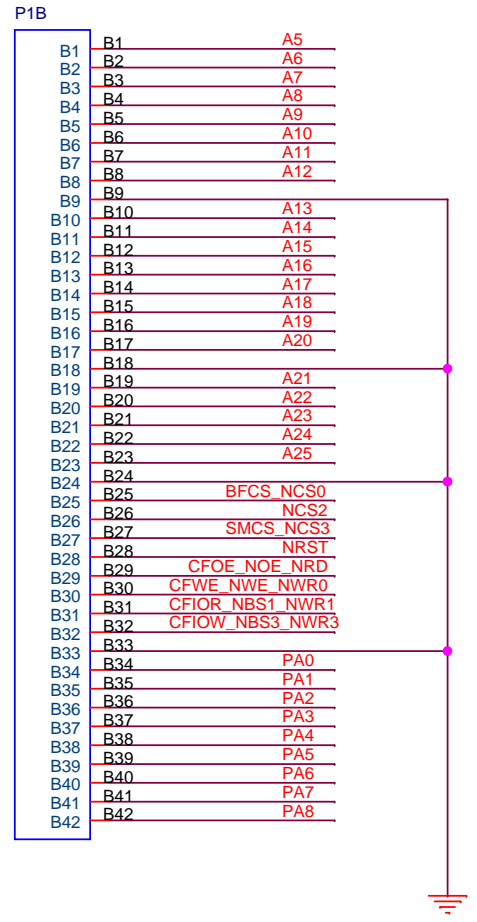 P1B
B1 B1 A5
B2 B2 A6
B3 B3 A7
B4 B4 A8
B5 B5 A9
B6 B6 A10
B7 B7 A11
B8 B8 A12
B9 B9
B10 B10 A13
B11 B11 A14
B12 B12 A15
B13 B13 A16
B14 B14 A17
B15 B15 A18
B16 B16 A19
B17 B17 A20
B18 B18
B19 B19 A21
B20 B20 A22
B21 B21 A23
B22 B22 A24
B23 B23 A25
B24 B24
B25 B25 BFCS_NCS0
B26 B26 NCS2
B27 B27 SMCS_NCS3
B28 B28 NRST
B29 B29 CFOE_NOE_NRD
B30 B30 CFWE_NWE_NWR0
B31 B31 CFIOR_NBS1_NWR1
B32 B32 CFIOW_NBS3_NWR3
B33 B33
B34 B34 PA0
B35 B35 PA1
B36 B36 PA2
B37 B37 PA3
B38 B38 PA4
B39 B39 PA5
B40 B40 PA6
B41 B41 PA7
B42 B42 PA8